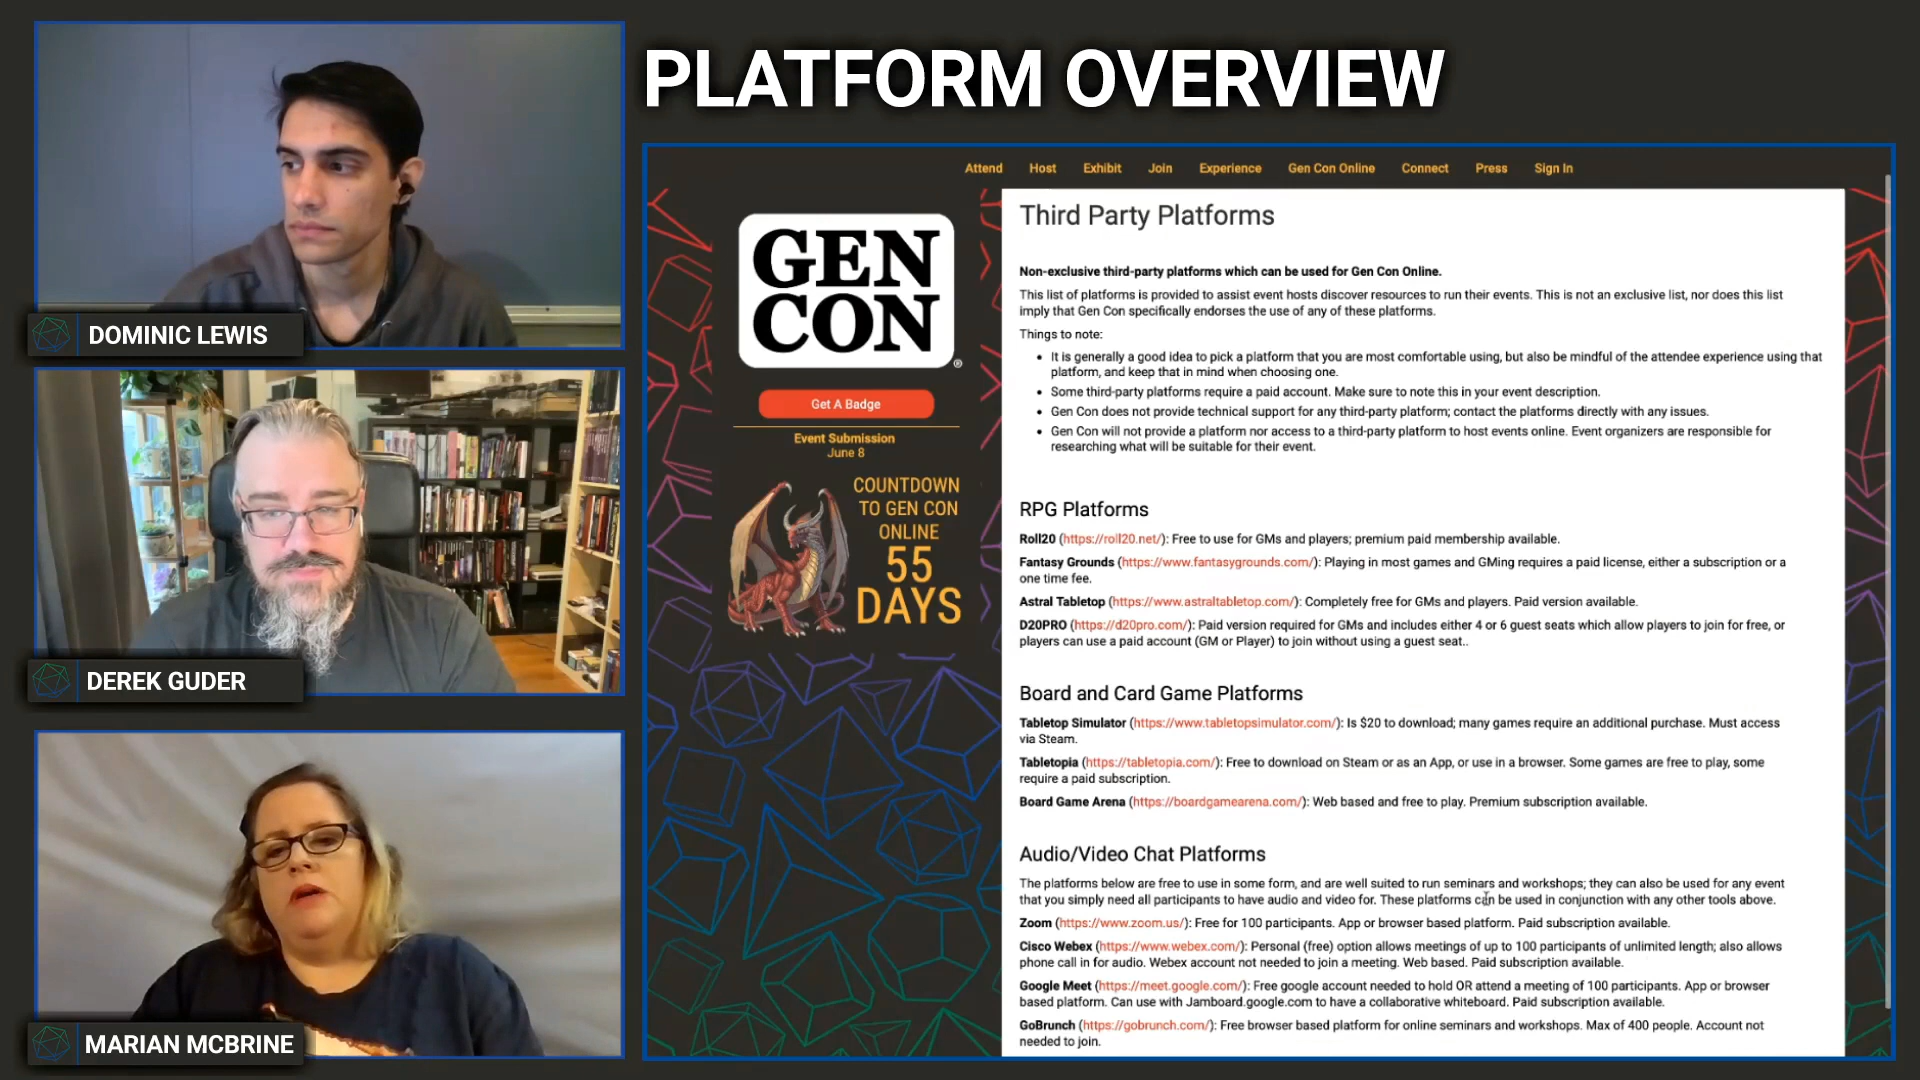 PLATFORM OVERVIEW
DOMINIC LEWIS
DEREK GUDER
MARIAN MCBRINE
Attend Host Exhibit Join Experience Gen Con Online Connect Press Sign In
GEN
CON
®
Get A Badge
Event Submission
June 8
COUNTDOWN
TO GEN CON
ONLINE
55
DAYS
Third Party Platforms
Non-exclusive third-party platforms which can be used for Gen Con Online.
This list of platforms is provided to assist event hosts discover resources to run their events. This is not an exclusive list, nor does this list
imply that Gen Con specifically endorses the use of any of these platforms.
Things to note:
• It is generally a good idea to pick a platform that you are most comfortable using, but also be mindful of the attendee experience using that
platform, and keep that in mind when choosing one.
• Some third-party platforms require a paid account. Make sure to note this in your event description.
• Gen Con does not provide technical support for any third-party platform; contact the platforms directly with any issues.
• Gen Con will not provide a platform nor access to a third-party platform to host events online. Event organizers are responsible for
researching what will be suitable for their event.
RPG Platforms
Roll20 (https://roll20.net/): Free to use for GMs and players; premium paid membership available.
Fantasy Grounds (https://www.fantasygrounds.com/): Playing in most games and GMing requires a paid license, either a subscription or a
one time fee.
Astral Tabletop (https://www.astraltabletop.com/): Completely free for GMs and players. Paid version available.
D20PRO (https://d20pro.com/): Paid version required for GMs and includes either 4 or 6 guest seats which allow players to join for free, or
players can use a paid account (GM or Player) to join without using a guest seat..
Board and Card Game Platforms
Tabletop Simulator (https://www.tabletopsimulator.com/): Is $20 to download; many games require an additional purchase. Must access
via Steam.
Tabletopia (https://tabletopia.com/): Free to download on Steam or as an App, or use in a browser. Some games are free to play, some
require a paid subscription.
Board Game Arena (https://boardgamearena.com/): Web based and free to play. Premium subscription available.
Audio/Video Chat Platforms
The platforms below are free to use in some form, and are well suited to run seminars and workshops; they can also be used for any event
that you simply need all participants to have audio and video for. These platforms can be used in conjunction with any other tools above.
Zoom (https://www.zoom.us/): Free for 100 participants. App or browser based platform. Paid subscription available.
Cisco Webex (https://www.webex.com/): Personal (free) option allows meetings of up to 100 participants of unlimited length; also allows
phone call in for audio. Webex account not needed to join a meeting. Web based. Paid subscription available.
Google Meet (https://meet.google.com/): Free google account needed to hold OR attend a meeting of 100 participants. App or browser
based platform. Can use with Jamboard.google.com to have a collaborative whiteboard. Paid subscription available.
GoBrunch (https://gobrunch.com/): Free browser based platform for online seminars and workshops. Max of 400 people. Account not
needed to join.